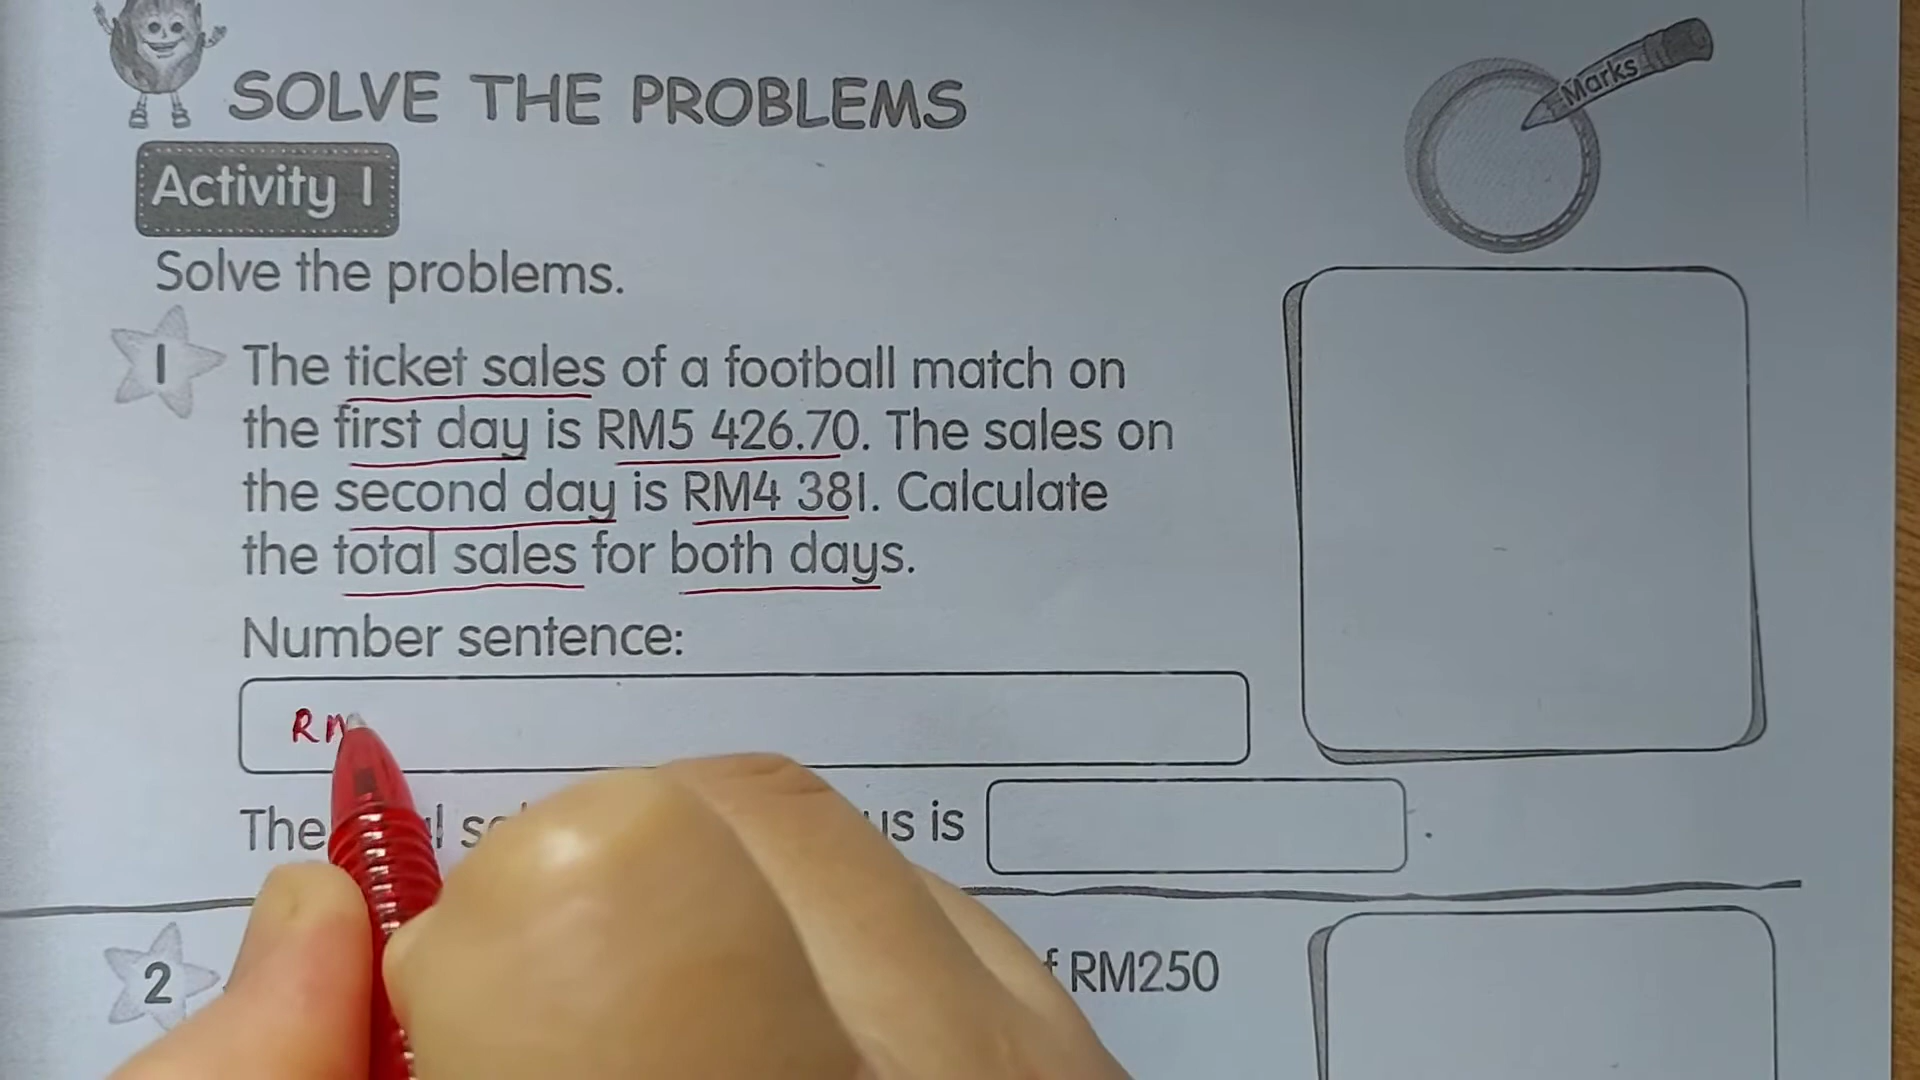 Marks
SOLVE THE PROBLEMS
Activity 1
Solve the problems.
1 The ticket sales of a football match on
the first day is RM5 426.70. The sales on
the second day is RM4 381. Calculate
the total sales for both days.
Number sentence:
RM
The is
2 RM250